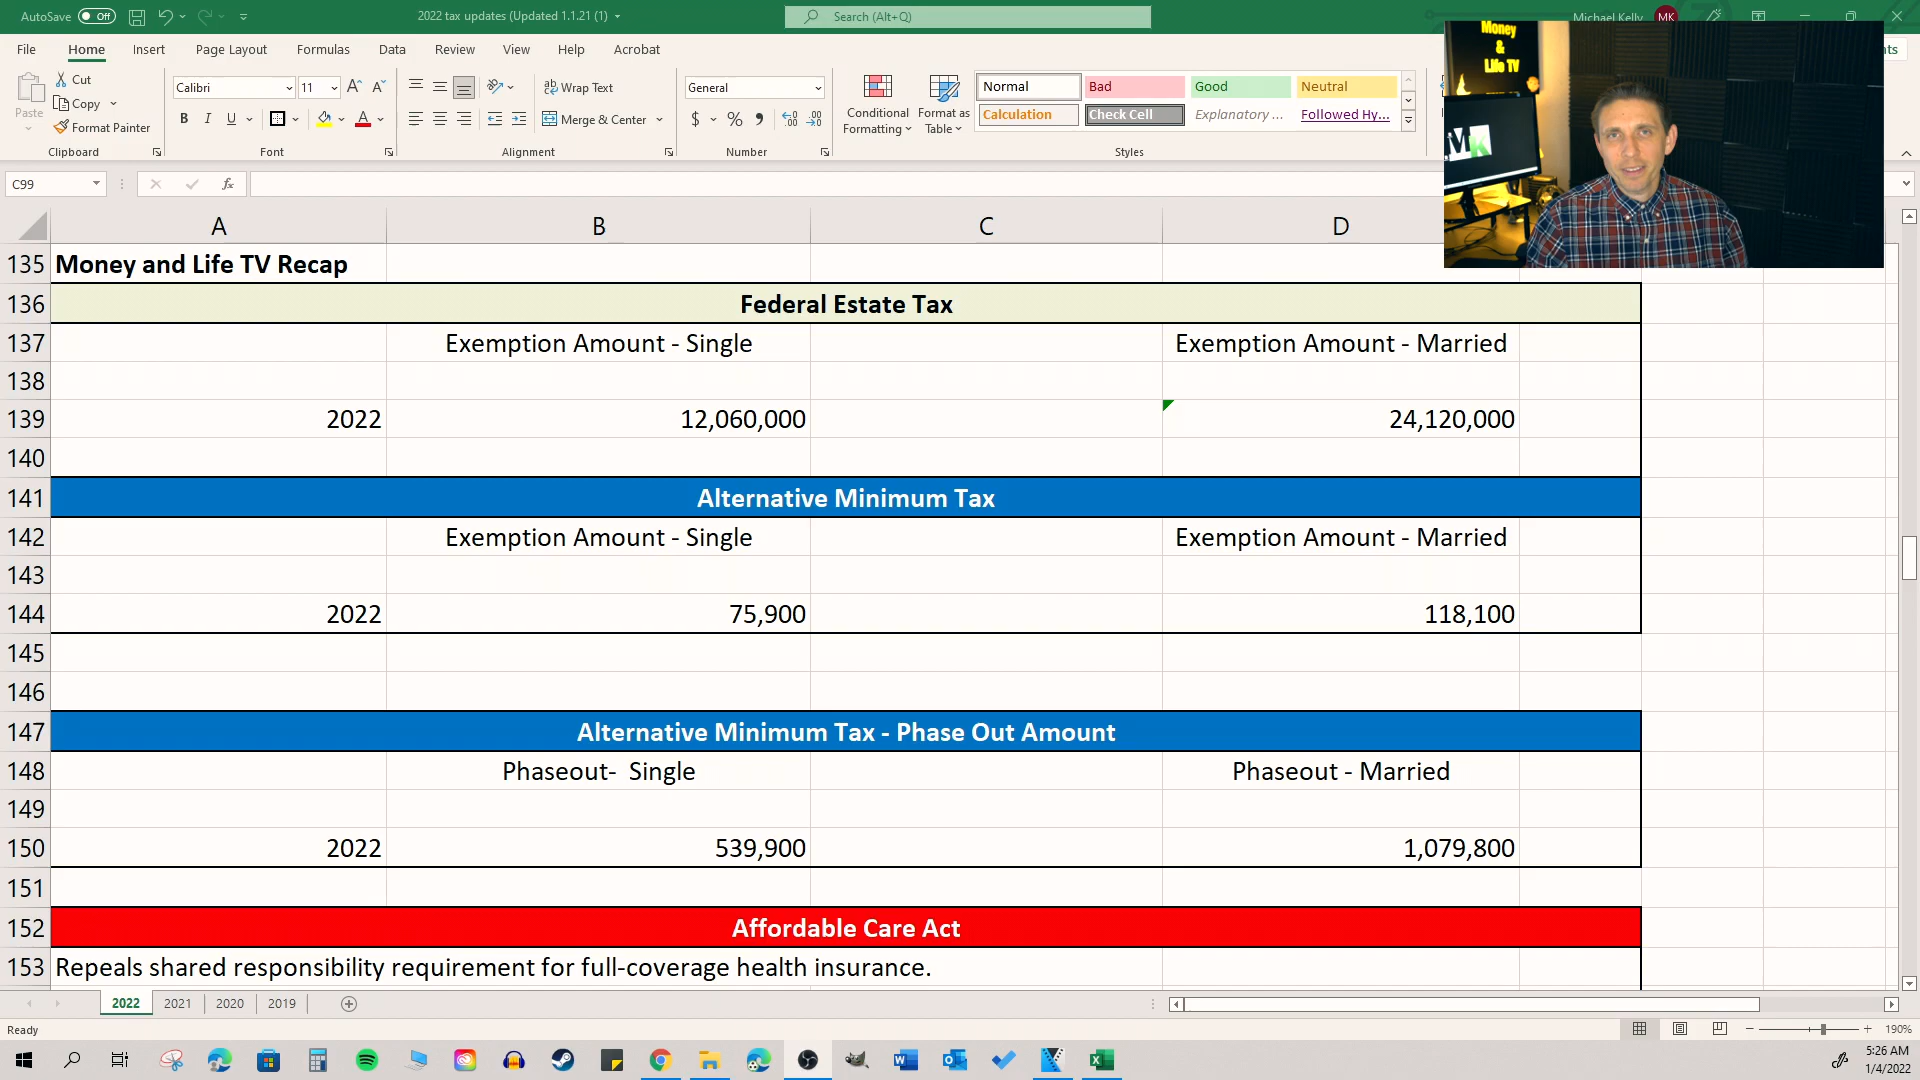 AutoSave Off
2022 tax updates (Updated 1.1.21 (1)
Search (Alt+Q)
Michael Kelly MK
File Home Insert Page Layout Formulas Data Review View Help Acrobat
Paste
Cut
Copy
Format Painter
Clipboard
Calibri 11
B I U
Font
Wrap Text
Merge & Center
Alignment
General
$ %
Number
Conditional Formatting
Format as Table
Normal Bad Good Neutral
Calculation Check Cell Explanatory ... Followed Hy...
Styles
Money
&
Life TV
MK
C99 fx
A B C D
135 Money and Life TV Recap
136 Federal Estate Tax
137 Exemption Amount - Single Exemption Amount - Married
138
139 2022 12,060,000 24,120,000
140
141 Alternative Minimum Tax
142 Exemption Amount - Single Exemption Amount - Married
143
144 2022 75,900 118,100
145
146
147 Alternative Minimum Tax - Phase Out Amount
148 Phaseout-  Single Phaseout - Married
149
150 2022 539,900 1,079,800
151
152 Affordable Care Act
153 Repeals shared responsibility requirement for full-coverage health insurance.
2022 2021 2020 2019
Ready
190%
5:26 AM
1/4/2022